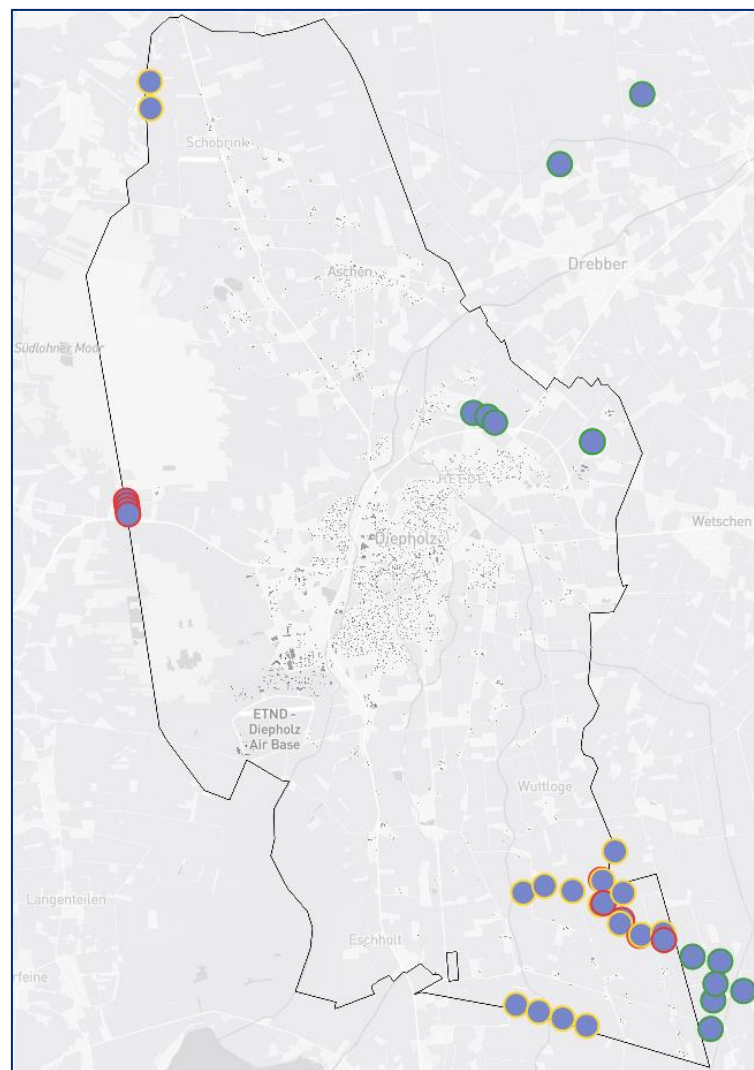 Schobrink
Drebber
Aschen
Südlohner Moor
HEEDE
Wetschen
Diepholz
ETND -
Diepholz
Air Base
Wuttloge
Langenteilen
Eschholt
rfeine